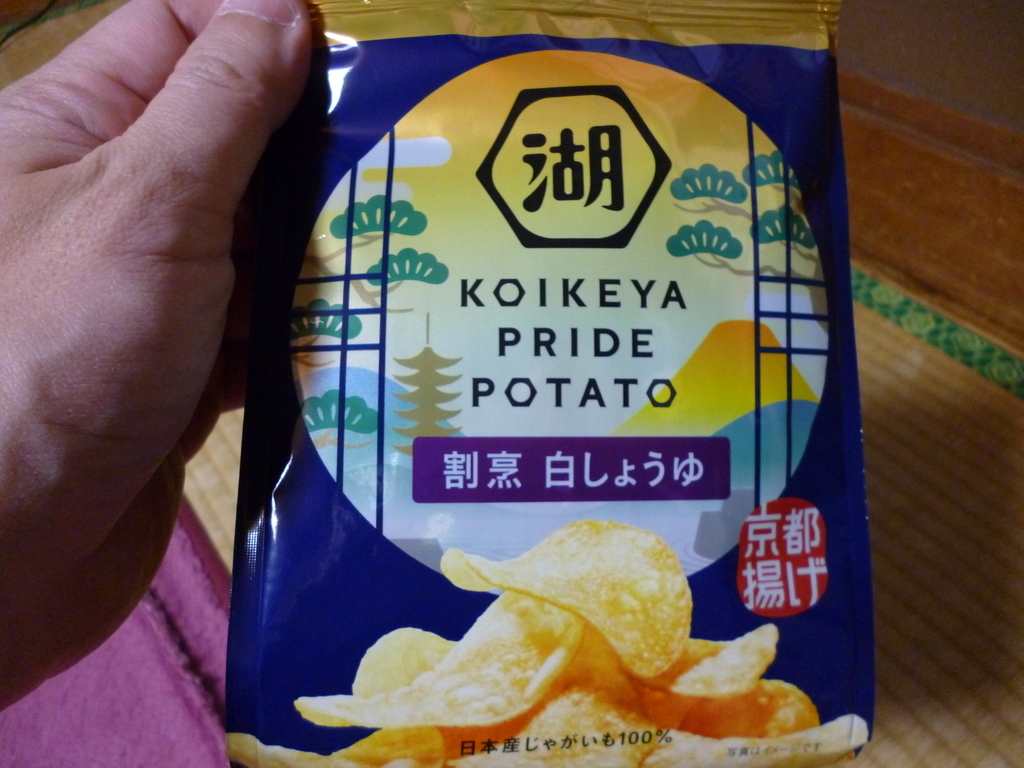 湖
KOIKEYA
PRIDE
POTATO
割烹 白しょうゆ
京都
揚げ
日本産じゃがいも100%
写真はイメージです